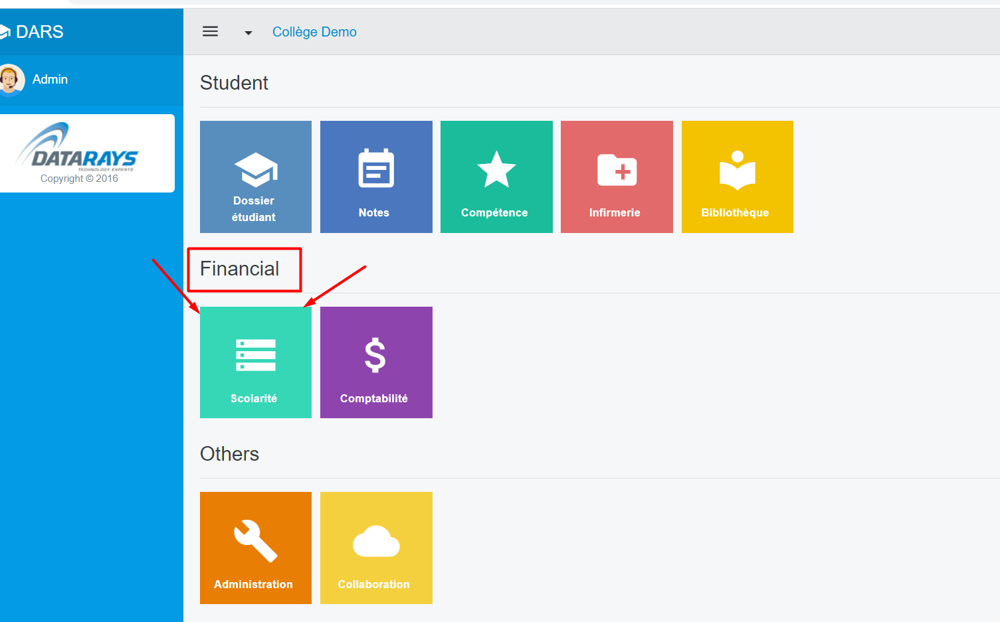 DARS
Collège Demo
Admin
DATARAYS
TECHNOLOGY EXPERTS
Copyright © 2016
Student
Dossier
étudiant
Notes
Compétence
Infirmerie
Bibliothèque
Financial
Scolarité
Comptabilité
Others
Administration
Collaboration